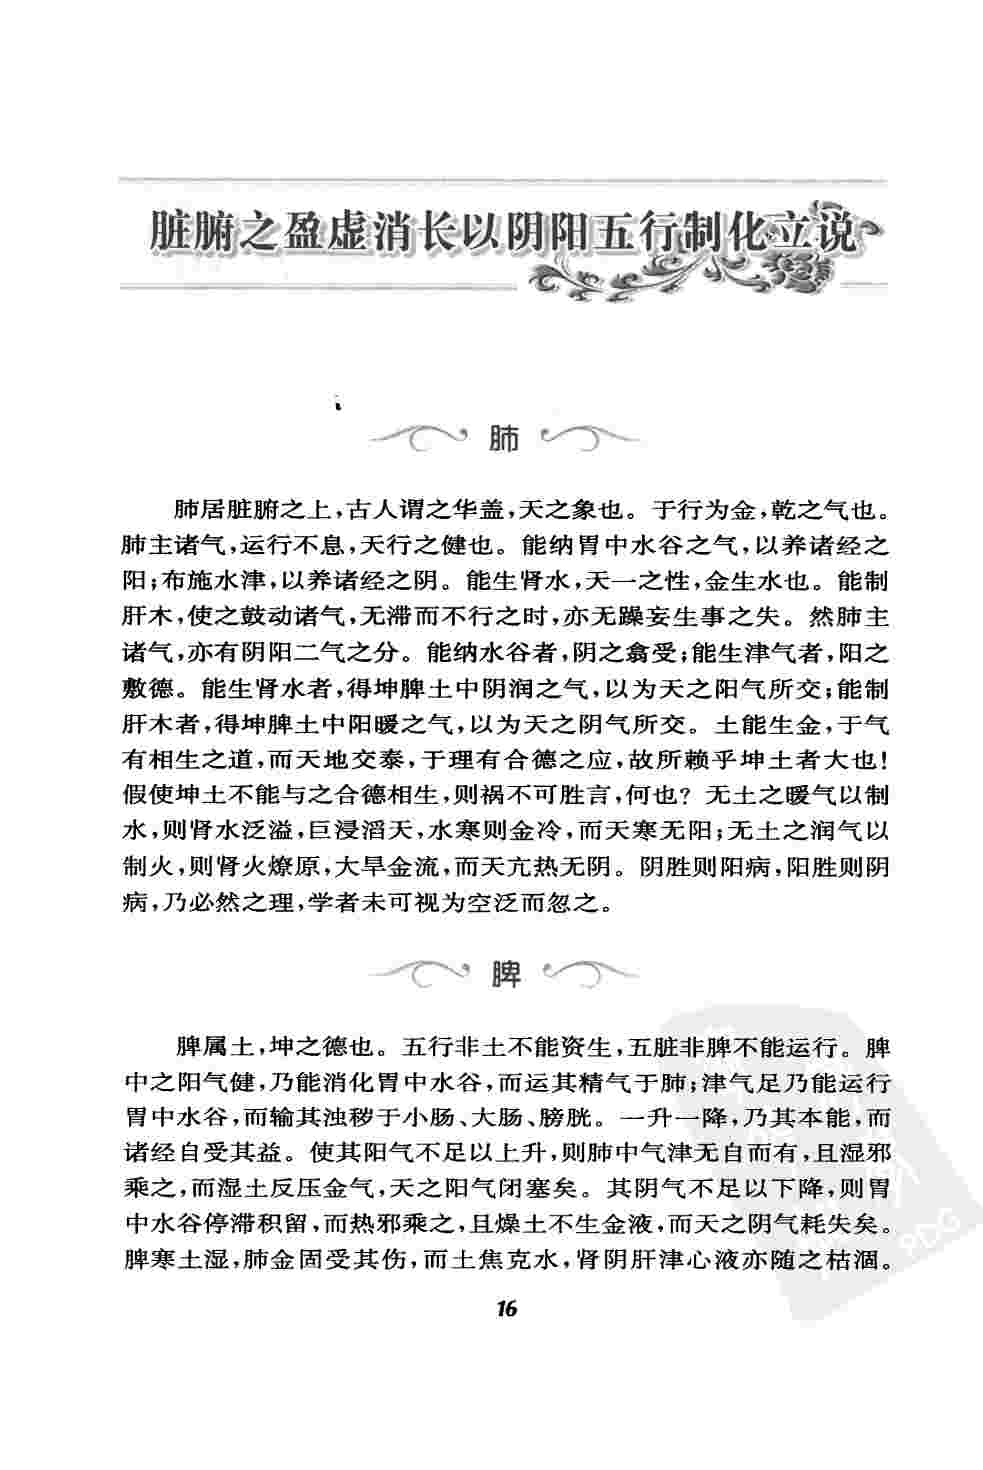 脏腑之盈虚消长以阴阳五行制化立说
肺
肺居脏腑之上,古人谓之华盖,天之象也。于行为金,乾之气也。
肺主诸气,运行不息,天行之健也。能纳胃中水谷之气,以养诸经之
阳;布施水津,以养诸经之阴。能生肾水,天一之性,金生水也。能制
肝木,使之鼓动诸气,无滞而不行之时,亦无躁妄生事之失。然肺主
诸气,亦有阴阳二气之分。能纳水谷者,阴之翕受;能生津气者,阳之
敷德。能生肾水者,得坤脾土中阴润之气,以为天之阳气所交;能制
肝木者,得坤脾土中阳暖之气,以为天之阴气所交。土能生金,于气
有相生之道,而天地交泰,于理有合德之应,故所赖乎坤土者大也!
假使坤土不能与之合德相生,则祸不可胜言,何也?无土之暖气以制
水,则肾水泛溢,巨浸滔天,水寒则金冷,而天寒无阳;无土之润气以
制火,则肾火燎原,大旱金流,而天亢热无阴。阴胜则阳病,阳胜则阴
病,乃必然之理,学者未可视为空泛而忽之。
脾
脾属土,坤之德也。五行非土不能资生,五脏非脾不能运行。脾
中之阳气健,乃能消化胃中水谷,而运其精气于肺;津气足乃能运行
胃中水谷,而输其浊秽于小肠、大肠、膀胱。一升一降,乃其本能,而
诸经自受其益。使其阳气不足以上升,则肺中气津无自而有,且湿邪
乘之,而湿土反压金气,天之阳气闭塞矣。其阴气不足以下降,则胃
中水谷停滞积留,而热邪乘之,且燥土不生金液,而天之阴气耗失矣。
脾寒土湿,肺金固受其伤,而土焦克水,肾阴肝津心液亦随之枯涸。
16
PDG